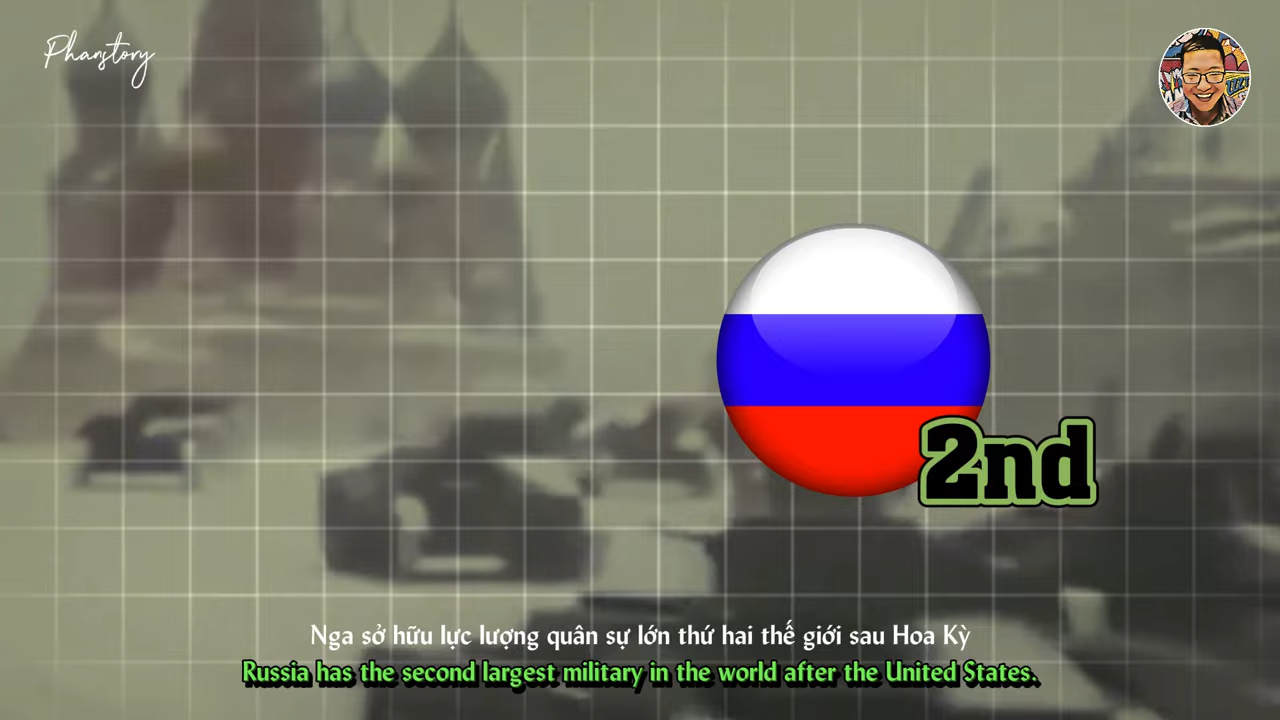 Phanstory
2nd
Nga sở hữu lực lượng quân sự lớn thứ hai thế giới sau Hoa Kỳ
Russia has the second largest military in the world after the United States.